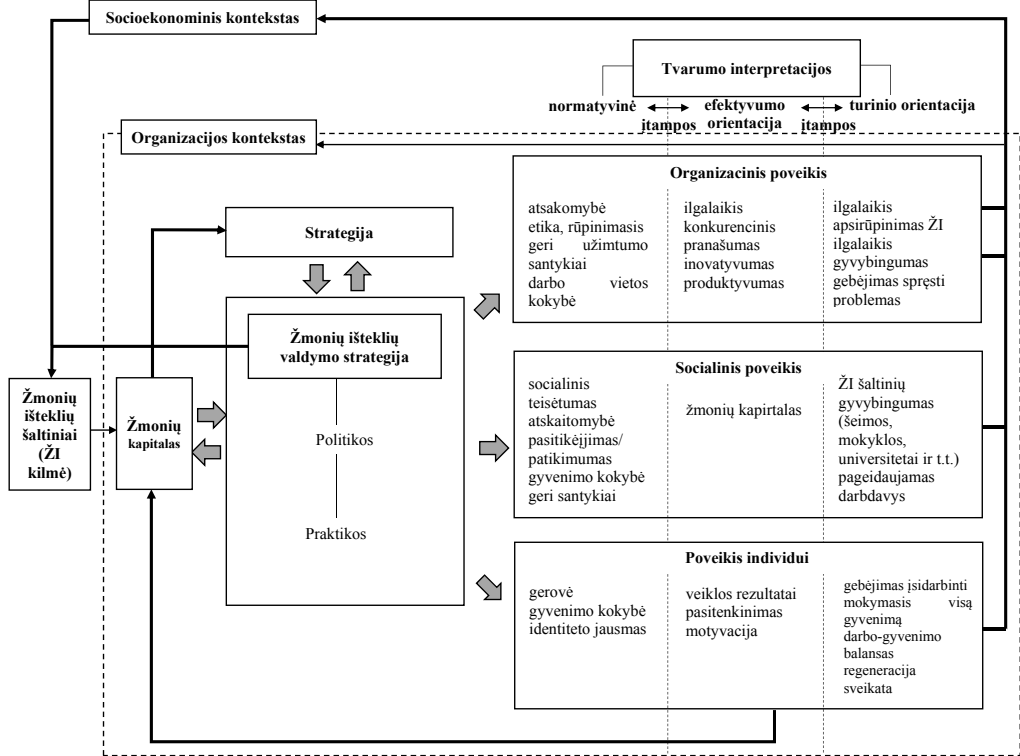 Socioekonominis kontekstas
Tvarumo interpretacijos
normatyvinė
efektyvumo
orientacija
turinio orientacija
įtampos
įtampos
Organizacijos kontekstas
Organizacinis poveikis
atsakomybė
etika, rūpinimasis
geri užimtumo
santykiai
darbo vietos
kokybė
ilgalaikis
konkurencinis
pranašumas
inovatyvumas
produktyvumas
ilgalaikis
apsirūpinimas ŽI
ilgalaikis
gyvybingumas
gebėjimas spręsti
problemas
Strategija
Žmonių išteklių
valdymo strategija
Politikos
Praktikos
Žmonių
išteklių
šaltiniai
(ŽI
kilmė)
Žmonių
kapitalas
Socialinis poveikis
socialinis
teisėtumas
atskaitomybė
pasitikėjjimas/
patikimumas
gyvenimo kokybė
geri santykiai
žmonių kapirtalas
ŽI šaltinių
gyvybingumas
(šeimos,
mokyklos,
universitetai ir t.t.)
pageidaujamas
darbdavys
Poveikis individui
gerovė
gyvenimo kokybė
identiteto jausmas
veiklos rezultatai
pasitenkinimas
motyvacija
gebėjimas įsidarbinti
mokymasis visą
gyvenimą
darbo-gyvenimo
balansas
regeneracija
sveikata